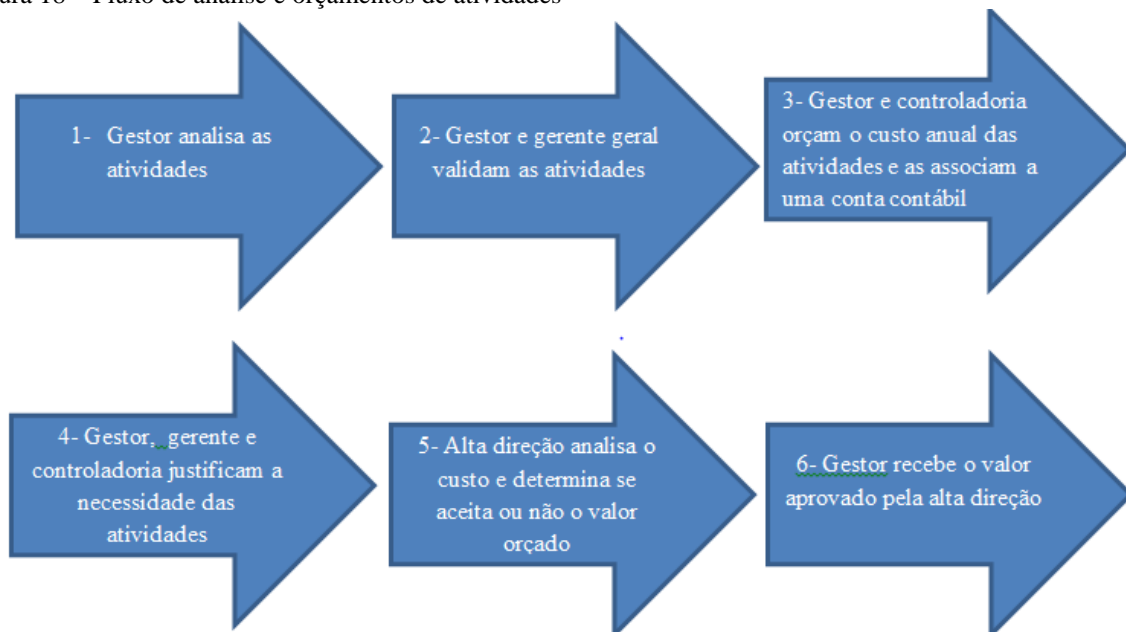 ura 18 – Fluxo de análise e orçamentos de atividades
1- Gestor analisa as
atividades
2- Gestor e gerente geral
validam as atividades
3- Gestor e controladoria
orçam o custo anual das
atividades e as associam a
uma conta contábil
4- Gestor, gerente e
controladoria justificam a
necessidade das
atividades
5- Alta direção analisa o
custo e determina se
aceita ou não o valor
orçado
6- Gestor recebe o valor
aprovado pela alta direção